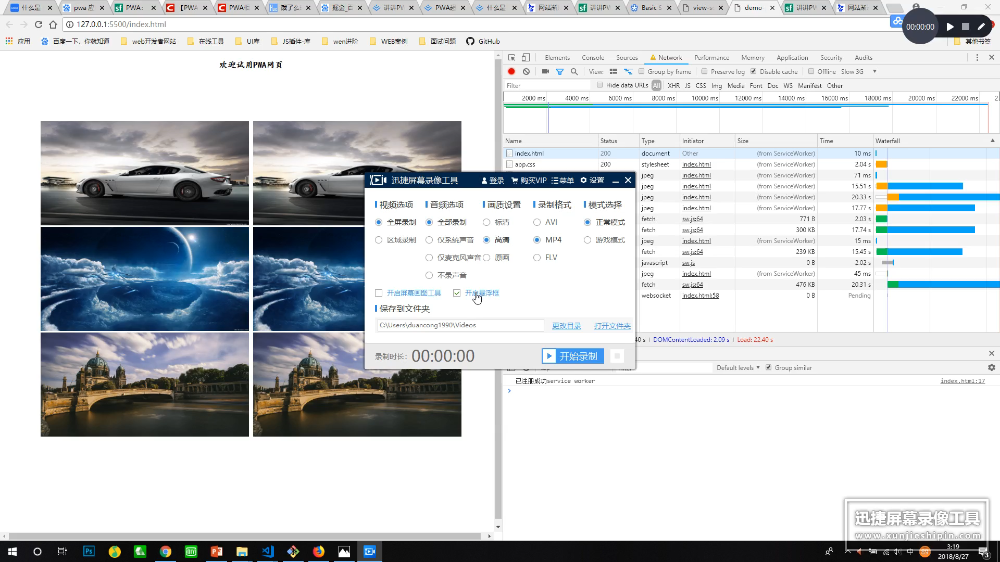 什么是
pwa 应
PWA：
【PWA
PWA相
饿了么
掘金_百
讲讲PW
PWA超
什么是
网站渐
讲讲PW
Basic S
view-s
demo-
讲讲PW
网站渐
127.0.0.1:5500/index.html
00:00:00
应用
百度一下，你就知道
web开发者网站
在线工具
UI库
JS插件-库
wen进阶
WEB案例
面试问题
GitHub
其他书签
欢迎试用PWA网页
Elements Console Sources Network Performance Memory Application Security Audits
View: Group by frame Preserve log Disable cache Offline Slow 3G
Filter Hide data URLs All XHR JS CSS Img Media Font Doc WS Manifest Other
2000 ms 4000 ms 6000 ms 8000 ms 10000 ms 12000 ms 14000 ms 16000 ms 18000 ms 20000 ms 22000 ms 2
Name Status Type Initiator Size Time Waterfall
index.html 200 document Other (from ServiceWorker) 10 ms
app.css 200 stylesheet index.html (from ServiceWorker) 2.04 s
jpeg index.html (from ServiceWorker) 71 ms
jpeg index.html (from ServiceWorker) 15.51 s
jpeg index.html (from ServiceWorker) 20.33 s
jpeg index.html (from ServiceWorker) 17.77 s
fetch sw.js:64 771 B 2.03 s
fetch sw.js:64 300 KB 17.74 s
jpeg index.html (from ServiceWorker) 15 ms
fetch sw.js:64 239 KB 15.45 s
javascript sw.js 0 B 2.02 s
jpeg index.html (from ServiceWorker) 45 ms
fetch sw.js:64 476 KB 20.31 s
websocket index.html:58 0 B Pending
40 s DOMContentLoaded: 2.09 s Load: 22.40 s
Default levels Group similar
已注册成功service worker index.html:17
迅捷屏幕录像工具 登录 购买VIP 菜单 设置
视频选项 音频选项 画质设置 录制格式 模式选择
全屏录制 全部录制 标清 AVI 正常模式
区域录制 仅系统声音 高清 MP4 游戏模式
仅麦克风声音 原画 FLV
不录声音
开启屏幕画图工具 开启悬浮框
保存到文件夹
C:\Users\duancong1990\Videos 更改目录 打开文件夹
录制时长： 00:00:00 开始录制
迅捷屏幕录像工具
www.xunjieshipin.com
Ps
DIY
中
89
3:19
2018/8/27
3